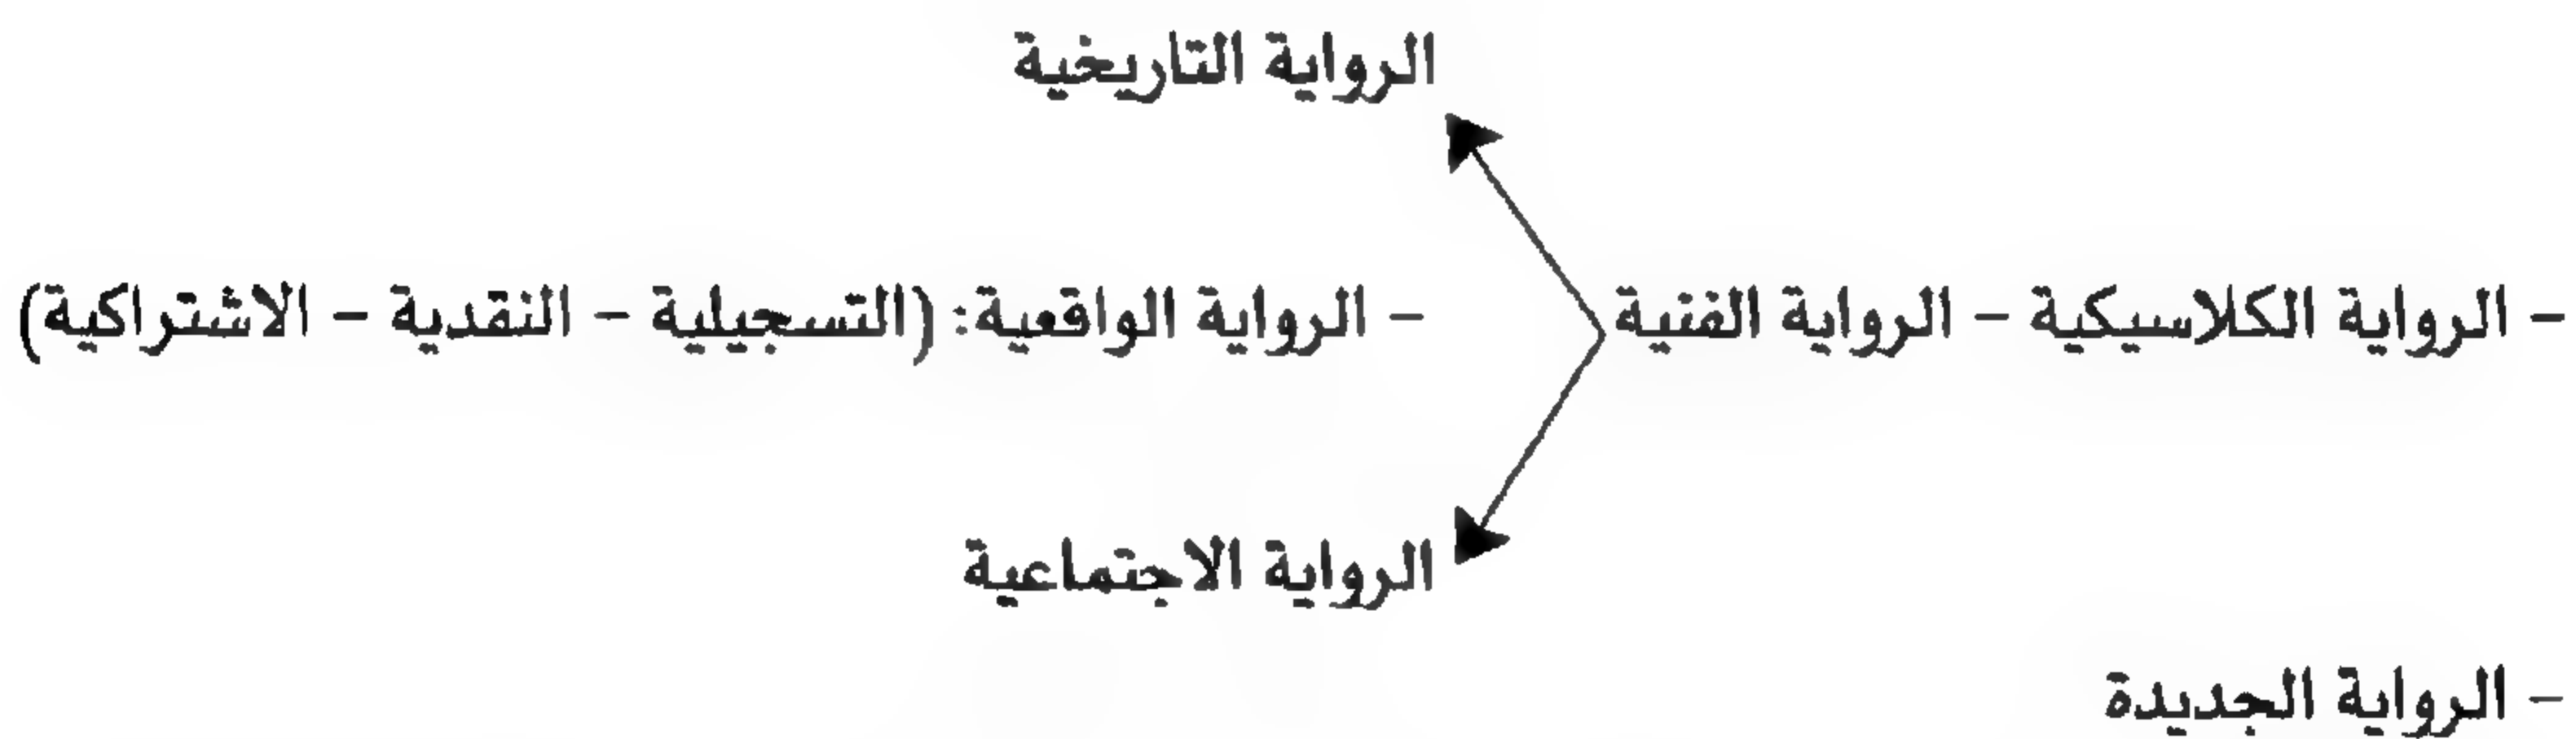 الرواية التاريخية
- الرواية الكلاسيكية - الرواية الفنية - الرواية الواقعية: (التسجيلية - النقدية - الاشتراكية)
الرواية الاجتماعية
- الرواية الجديدة